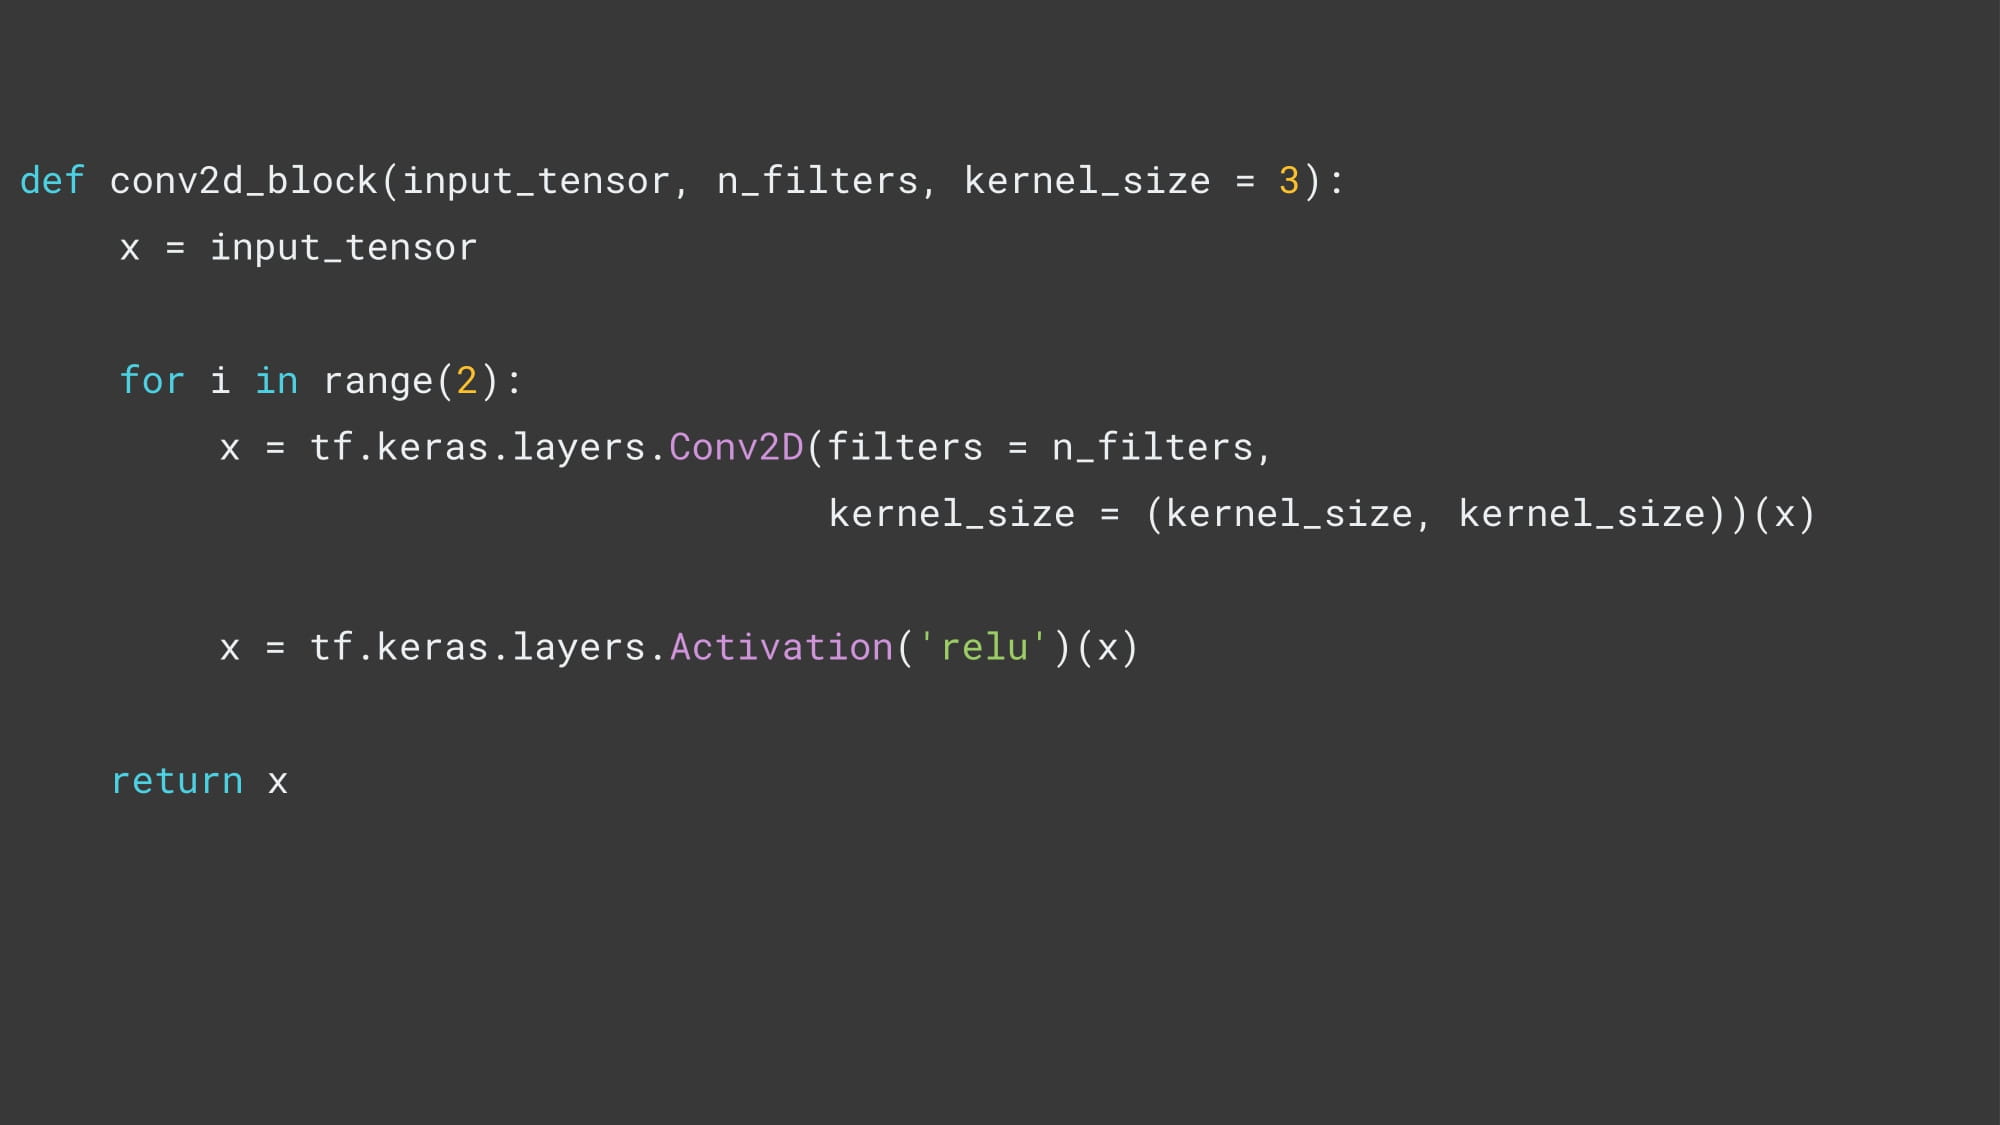 def conv2d_block(input_tensor, n_filters, kernel_size = 3):
    x = input_tensor
    for i in range(2):
        x = tf.keras.layers.Conv2D(filters = n_filters,
                                   kernel_size = (kernel_size, kernel_size))(x)
        x = tf.keras.layers.Activation('relu')(x)
    return x